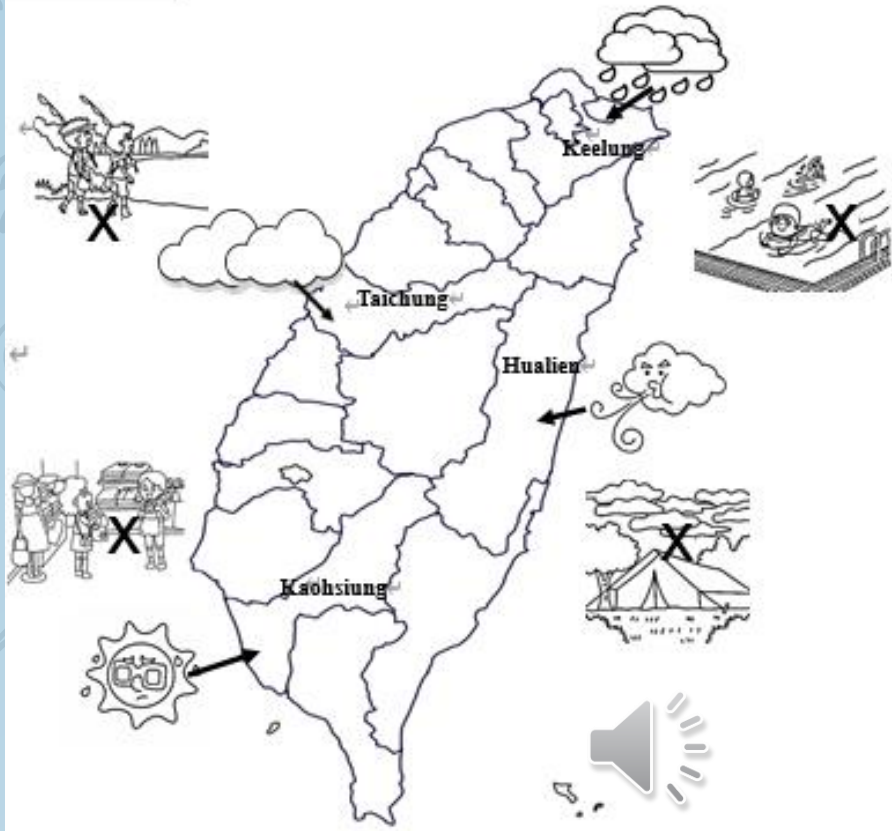 Keelung
X
X
Taichung
Hualien
X
X
Kaohsiung